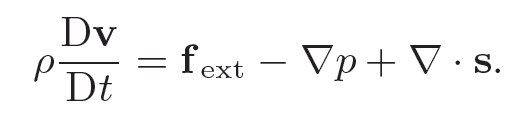 ρ Dv/Dt = f_ext − ∇p + ∇ · s.